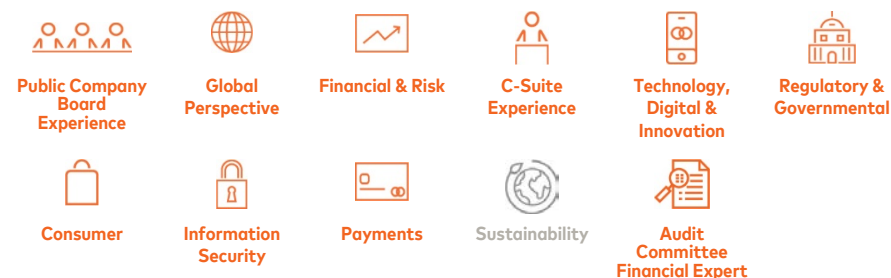 Public Company
Board
Experience
Global
Perspective
Financial & Risk
C-Suite
Experience
Technology,
Digital &
Innovation
Regulatory &
Governmental
Consumer
Information
Security
Payments
Sustainability
Audit
Committee
Financial Expert